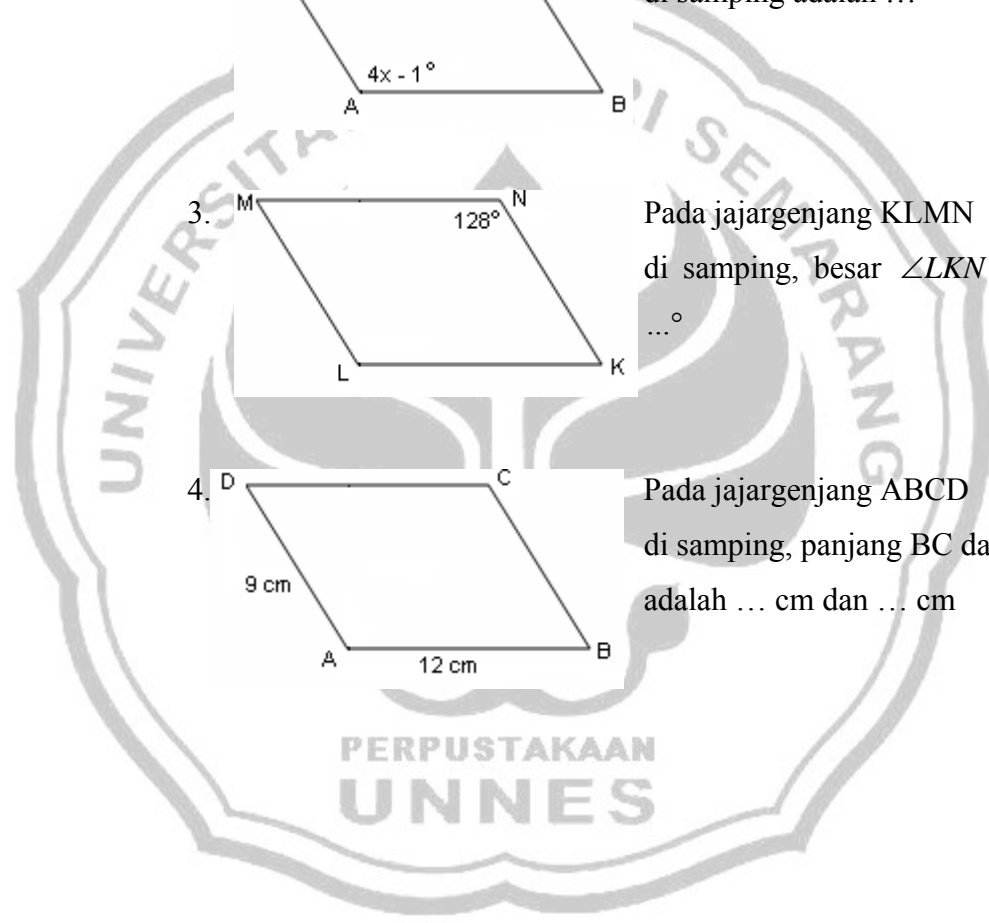 di samping adalah …
4x - 1°
A
B
3.
M
N
128°
L
K
Pada jajargenjang KLMN
di samping, besar ∠LKN
...°
4.
D
C
9 cm
A
12 cm
B
Pada jajargenjang ABCD
di samping, panjang BC da
adalah … cm dan … cm
PERPUSTAKAAN
UNNES